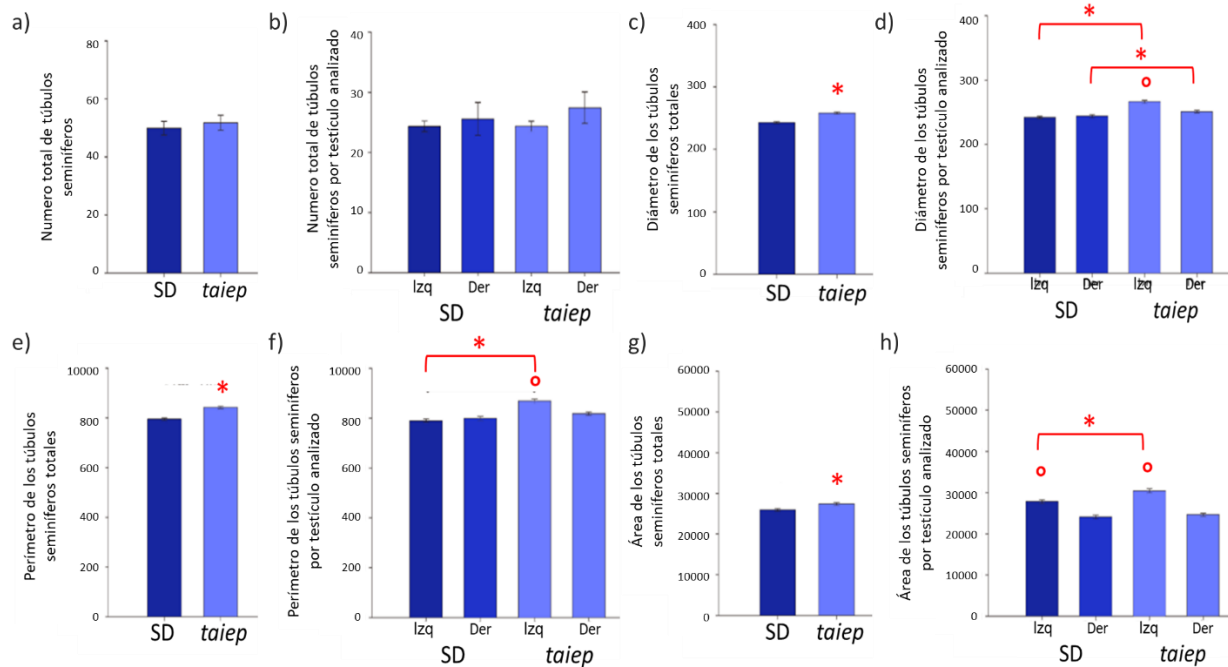 a)
Numero total de túbulos
seminíferos
80
60
40
20
0
SD
taiep
b)
Numero total de túbulos
seminíferos por testículo analizado
40
30
20
10
0
Izq
Der
Izq
Der
SD
taiep
c)
Diámetro de los túbulos
seminíferos totales
400
300
200
100
0
*
SD
taiep
d)
Diámetro de los túbulos
seminíferos por testículo analizado
400
300
200
100
0
*
*
o
Izq
Der
Izq
Der
SD
taiep
e)
Perímetro de los túbulos
seminíferos totales
10000
800
600
400
200
0
*
SD
taiep
f)
Perímetro de los túbulos seminíferos
por testículo analizado
10000
800
600
400
200
0
*
o
Izq
Der
Izq
Der
SD
taiep
g)
Área de los túbulos
seminíferos totales
60000
50000
40000
30000
20000
10000
0
*
SD
taiep
h)
Área de los túbulos seminíferos
por testículo analizado
60000
50000
40000
30000
20000
10000
0
*
o
o
Izq
Der
Izq
Der
SD
taiep